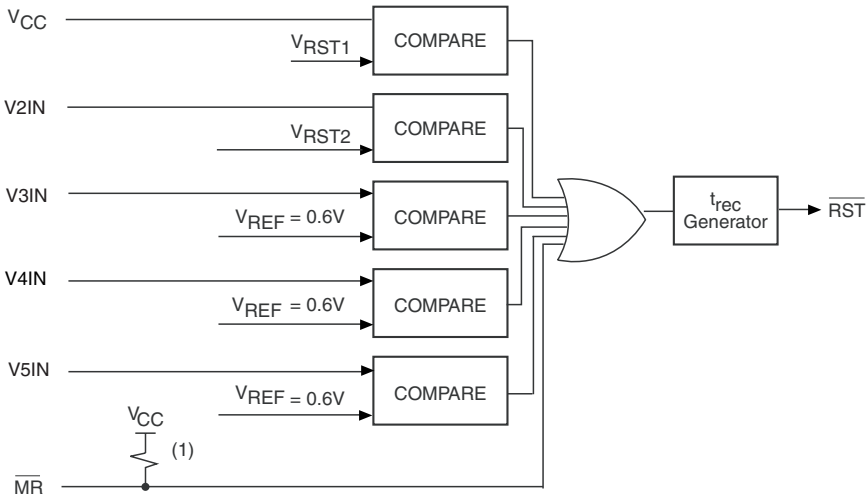 VCC
VRST1
COMPARE
V2IN
VRST2
COMPARE
V3IN
VREF = 0.6V
COMPARE
trec
Generator
RST
V4IN
VREF = 0.6V
COMPARE
V5IN
VREF = 0.6V
COMPARE
VCC
(1)
MR